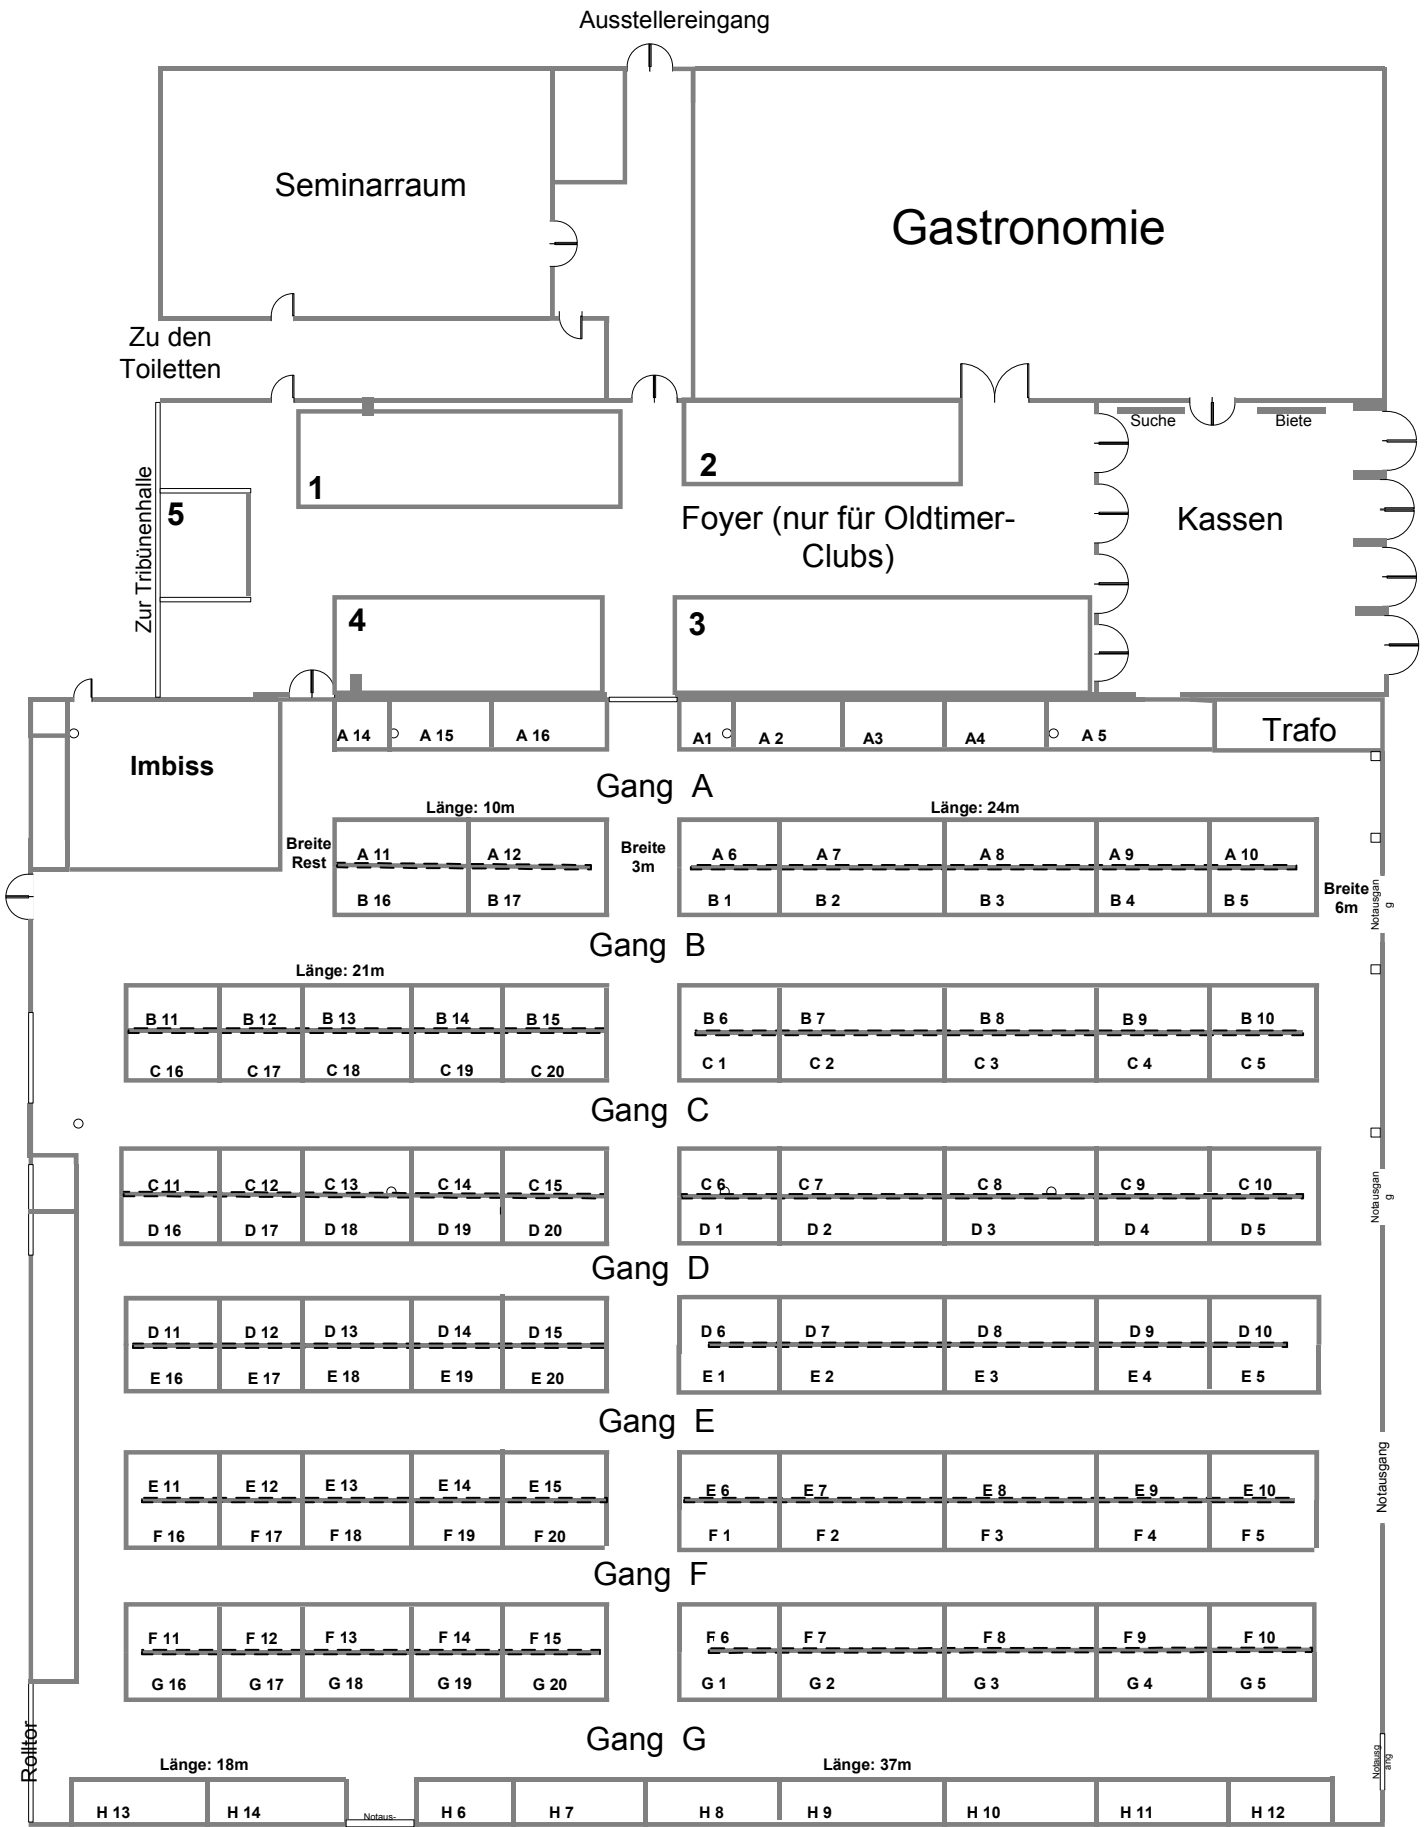 Ausstellereingang
Seminarraum
Gastronomie
Zu den
Toiletten
Suche
Biete
1
2
Zur Tribünenhalle
5
Foyer (nur für Oldtimer-
Clubs)
Kassen
4
3
A 14
A 15
A 16
A1
A 2
A3
A4
A 5
Trafo
Imbiss
Gang A
Länge: 10m
Länge: 24m
Breite
Rest
A 11
A 12
Breite
3m
A 6
A 7
A 8
A 9
A 10
B 16
B 17
B 1
B 2
B 3
B 4
B 5
Breite
6m
Notausgan
g
Gang B
Länge: 21m
B 11
B 12
B 13
B 14
B 15
B 6
B 7
B 8
B 9
B 10
C 16
C 17
C 18
C 19
C 20
C 1
C 2
C 3
C 4
C 5
Gang C
C 11
C 12
C 13
C 14
C 15
C 6
C 7
C 8
C 9
C 10
Notausgan
g
D 16
D 17
D 18
D 19
D 20
D 1
D 2
D 3
D 4
D 5
Gang D
D 11
D 12
D 13
D 14
D 15
D 6
D 7
D 8
D 9
D 10
E 16
E 17
E 18
E 19
E 20
E 1
E 2
E 3
E 4
E 5
Gang E
E 11
E 12
E 13
E 14
E 15
E 6
E 7
E 8
E 9
E 10
Notausgang
F 16
F 17
F 18
F 19
F 20
F 1
F 2
F 3
F 4
F 5
Gang F
F 11
F 12
F 13
F 14
F 15
F 6
F 7
F 8
F 9
F 10
G 16
G 17
G 18
G 19
G 20
G 1
G 2
G 3
G 4
G 5
Gang G
Rolltor
Länge: 18m
Länge: 37m
Notausg
ang
H 13
H 14
Notaus-
H 6
H 7
H 8
H 9
H 10
H 11
H 12